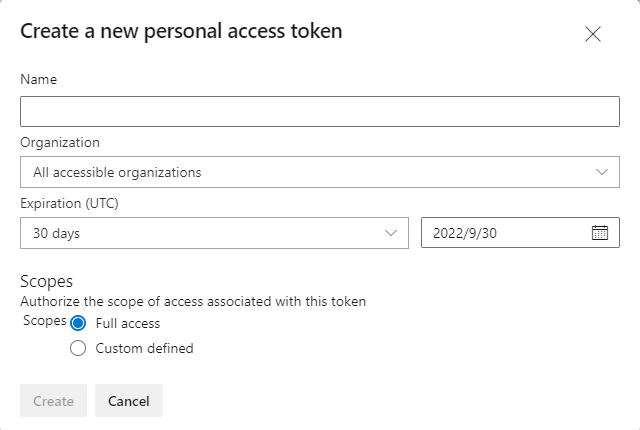 Create a new personal access token
Name
Organization
All accessible organizations
Expiration (UTC)
30 days 2022/9/30
Scopes
Authorize the scope of access associated with this token
Scopes Full access
Custom defined
Create Cancel